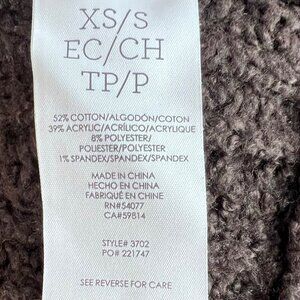 XS/S
EC/CH
TP/P
52% COTTON/ALGODÓN/COTON
39% ACRYLIC/ACRÍLICO/ACRYLIQUE
8% POLYESTER/
POLIESTER/POLYESTER
1% SPANDEX/SPANDEX/SPANDEX
MADE IN CHINA
HECHO EN CHINA
FABRIQUÉ EN CHINE
RN#54077
CA#59814
STYLE# 3702
PO# 221747
SEE REVERSE FOR CARE